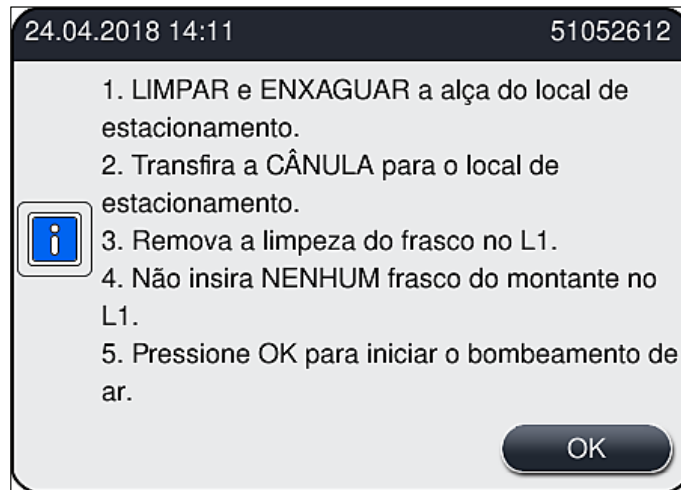 24.04.2018 14:11 51052612
1. LIMPAR e ENXAGUAR a alça do local de
estacionamento.
2. Transfira a CÂNULA para o local de
estacionamento.
3. Remova a limpeza do frasco no L1.
4. Não insira NENHUM frasco do montante no
L1.
5. Pressione OK para iniciar o bombeamento de
ar.
OK